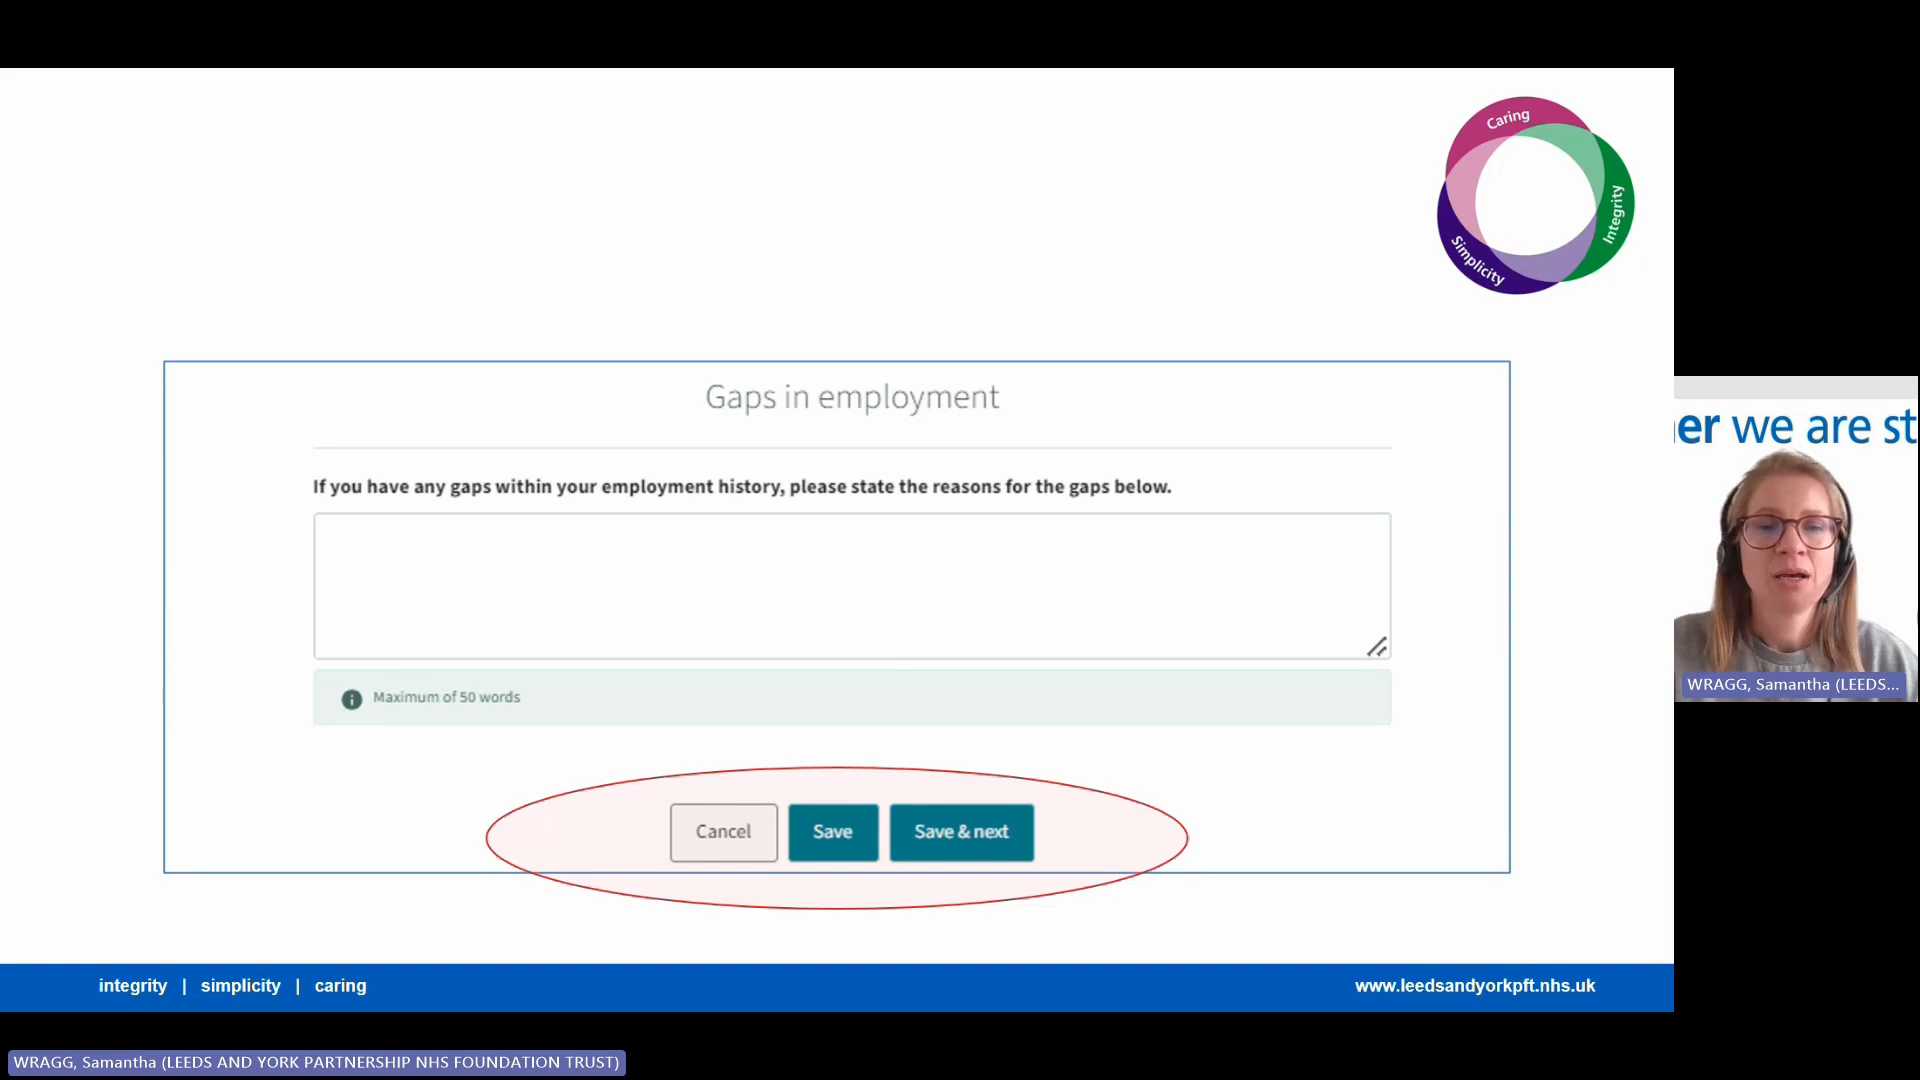 Caring
Integrity
Simplicity
Gaps in employment
If you have any gaps within your employment history, please state the reasons for the gaps below.
Maximum of 50 words
Cancel
Save
Save & next
er we are st
WRAGG, Samantha (LEEDS...
integrity | simplicity | caring
www.leedsandyorkpft.nhs.uk
WRAGG, Samantha (LEEDS AND YORK PARTNERSHIP NHS FOUNDATION TRUST)